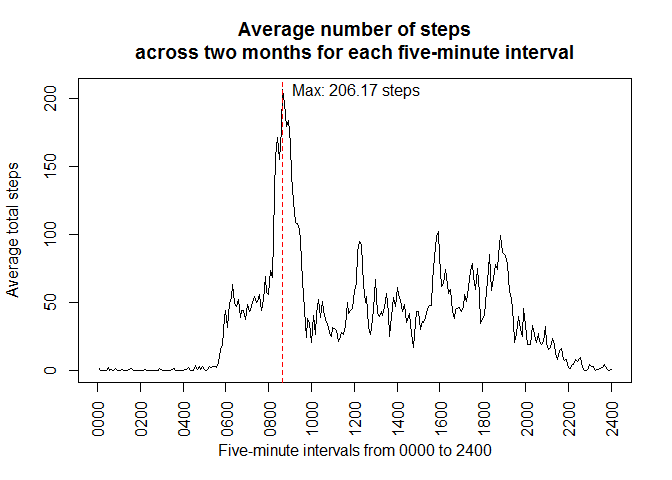 Average number of steps
across two months for each five-minute interval
Max: 206.17 steps
Average total steps
200
150
100
50
0
0000 0200 0400 0600 0800 1000 1200 1400 1600 1800 2000 2200 2400
Five-minute intervals from 0000 to 2400